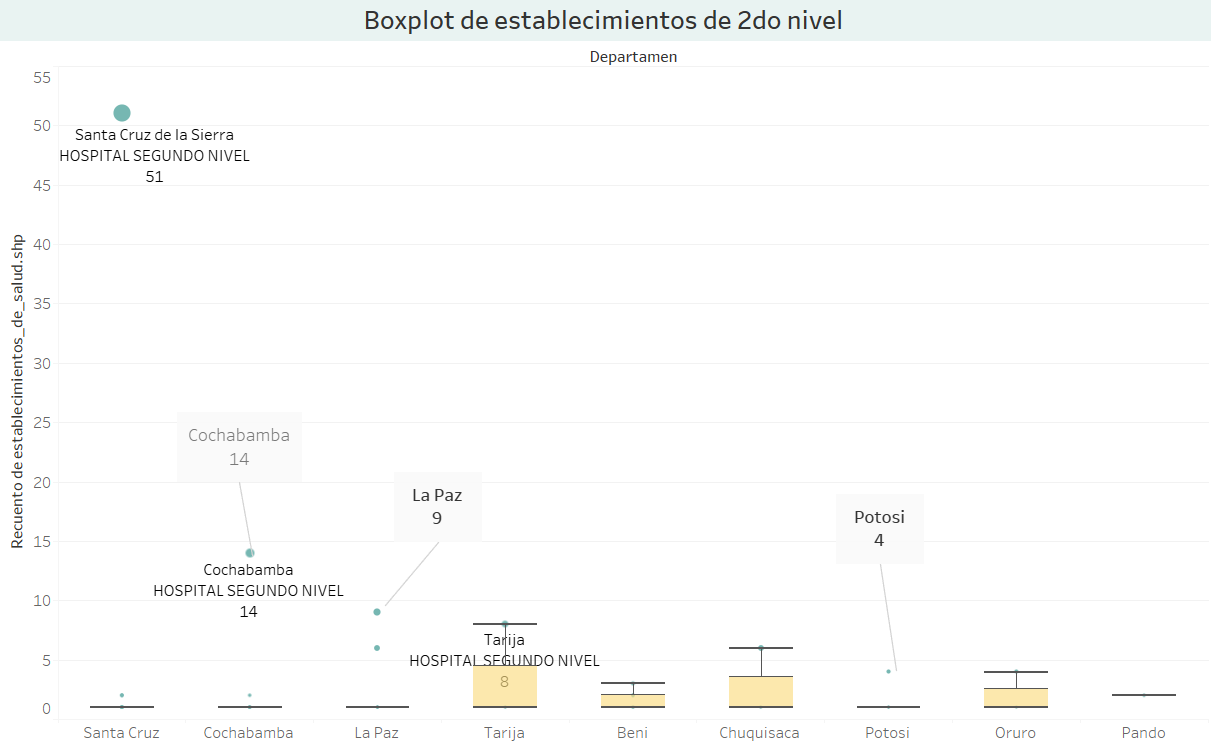 Boxplot de establecimientos de 2do nivel
Departamen
Recuento de establecimientos_de_salud.shp
55
50
45
40
35
30
25
20
15
10
5
0
Santa Cruz de la Sierra
HOSPITAL SEGUNDO NIVEL
51
Cochabamba
14
Cochabamba
HOSPITAL SEGUNDO NIVEL
14
La Paz
9
Tarija
HOSPITAL SEGUNDO NIVEL
8
Potosi
4
Santa Cruz
Cochabamba
La Paz
Tarija
Beni
Chuquisaca
Potosi
Oruro
Pando